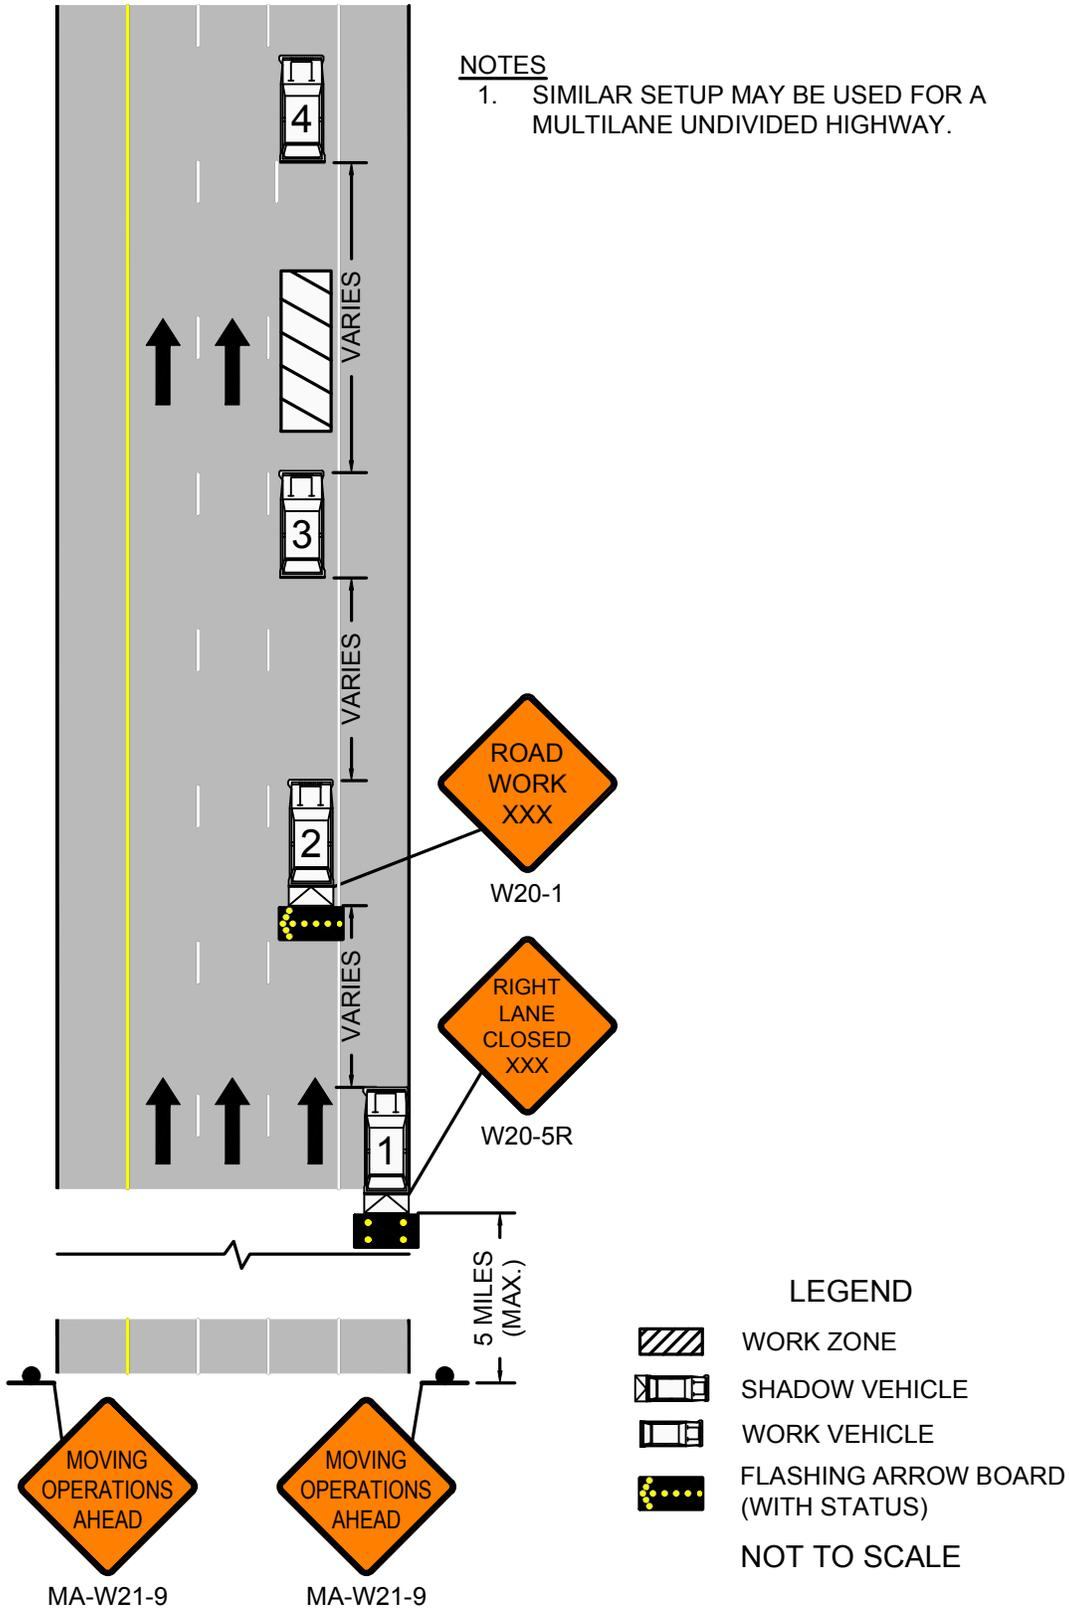 NOTES
1. SIMILAR SETUP MAY BE USED FOR A
MULTILANE UNDIVIDED HIGHWAY.
4
VARIES
3
VARIES
ROAD
WORK
XXX
W20-1
2
VARIES
RIGHT
LANE
CLOSED
XXX
W20-5R
1
5 MILES
(MAX.)
MOVING
OPERATIONS
AHEAD
MA-W21-9
MOVING
OPERATIONS
AHEAD
MA-W21-9
LEGEND
WORK ZONE
SHADOW VEHICLE
WORK VEHICLE
FLASHING ARROW BOARD
(WITH STATUS)
NOT TO SCALE